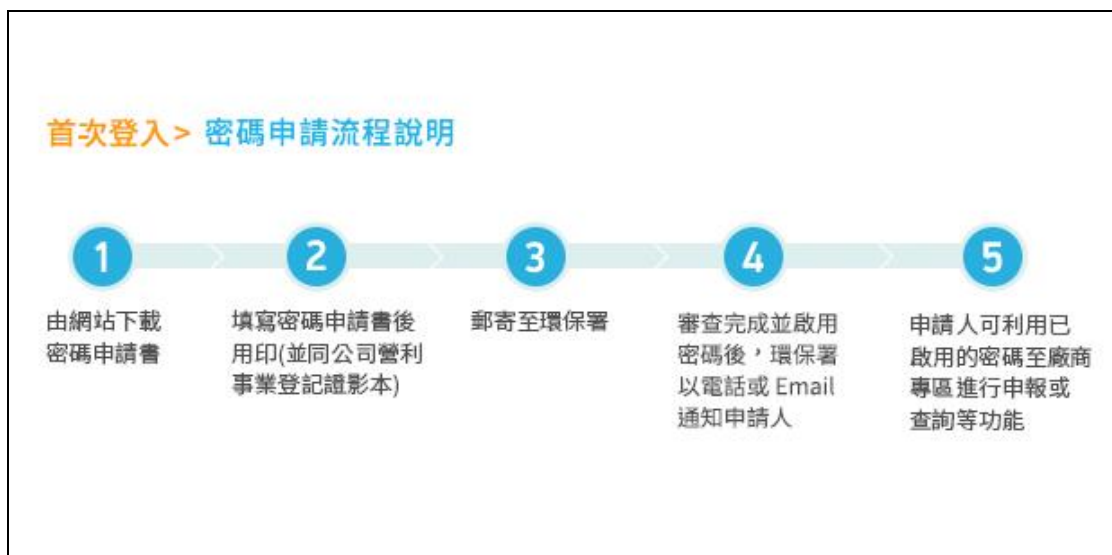 首次登入> 密碼申請流程說明
1
由網站下載
密碼申請書
2
填寫密碼申請書後
用印(並同公司營利
事業登記證影本)
3
郵寄至環保署
4
審查完成並啟用
密碼後，環保署
以電話或 Email
通知申請人
5
申請人可利用已
啟用的密碼至廠商
專區進行申報或
查詢等功能